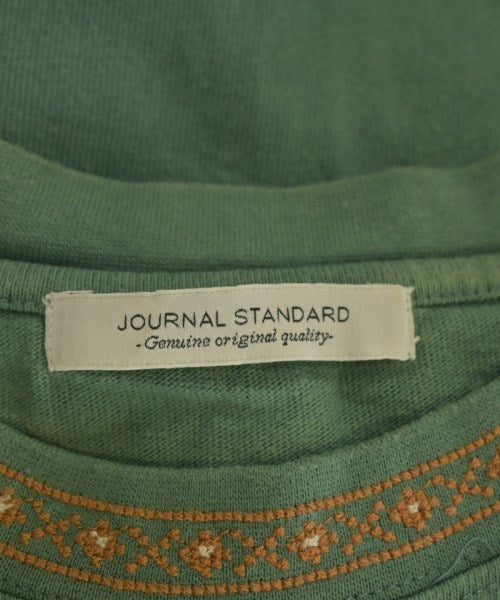 JOURNAL STANDARD
-Genuine original quality-